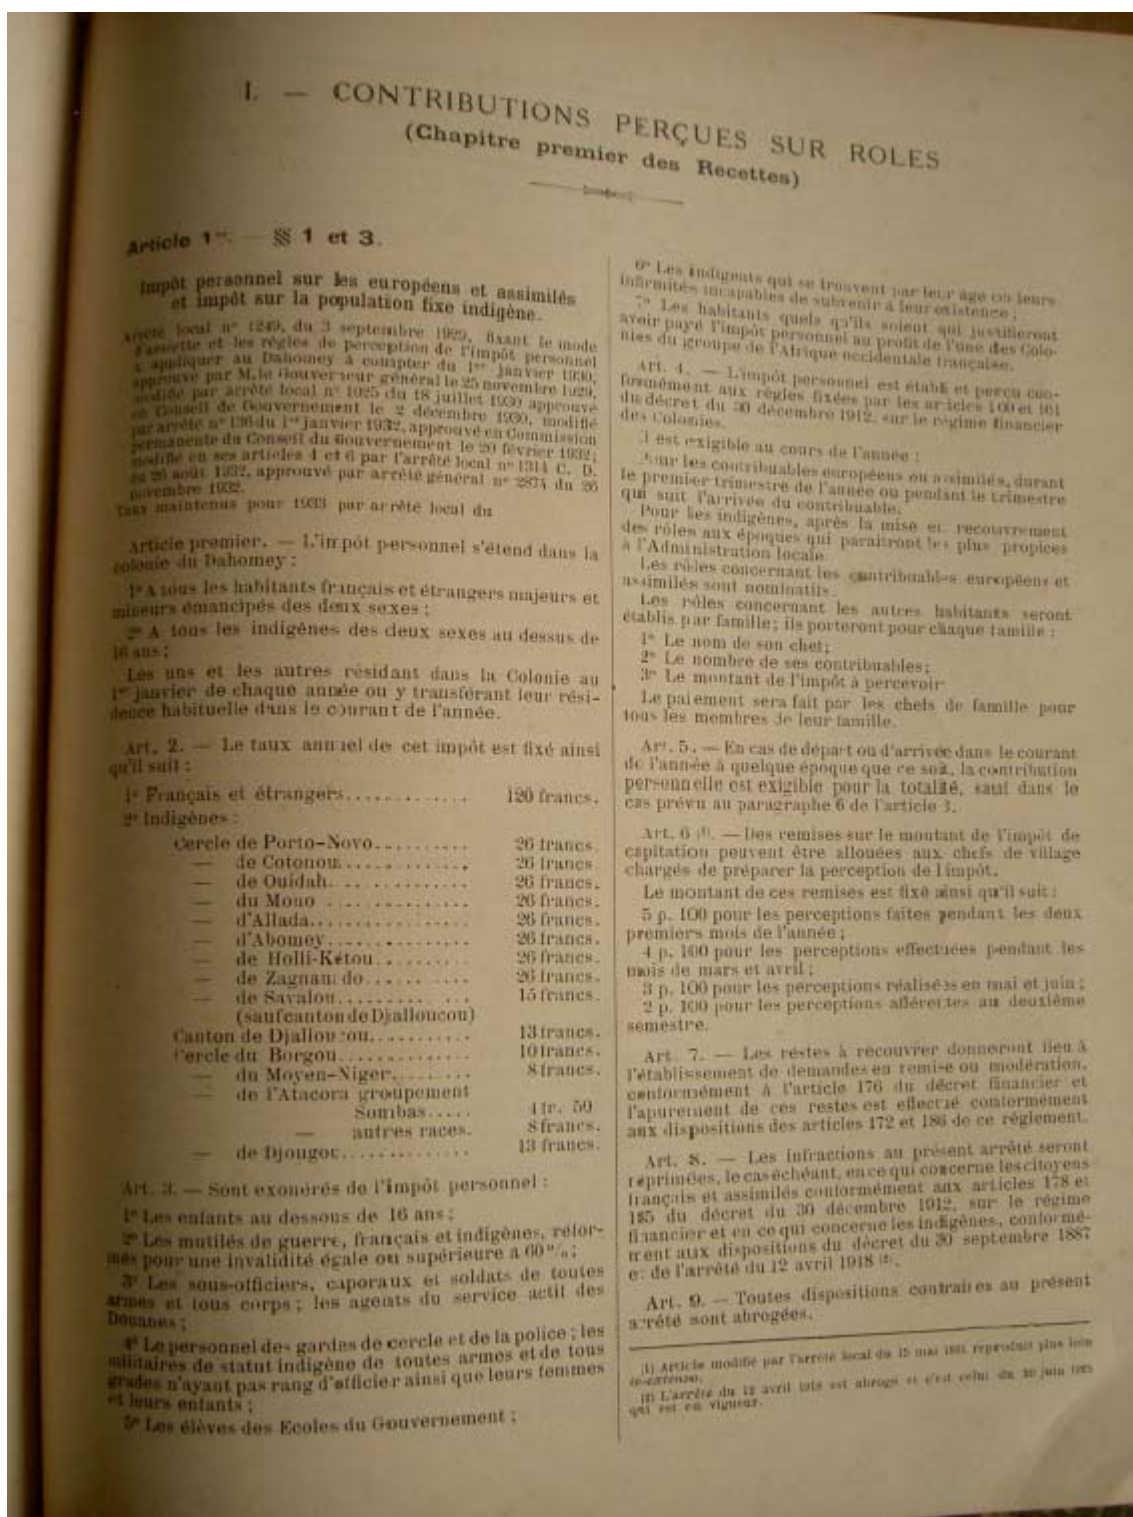 I. — CONTRIBUTIONS PERÇUES SUR ROLES
(Chapitre premier des Recettes)
Article 1er. — §§ 1 et 3.
Impôt personnel sur les européens et assimilés
et impôt sur la population fixe indigène.
Arrêté local nº 1249, du 3 septembre 1929, fixant le mode
d'assiette et les règles de perception de l'impôt personnel
à appliquer au Dahomey à compter du 1er janvier 1930,
approuvé par M. le Gouverneur général le 25 novembre 1929,
modifié par arrêté local nº 1025 du 18 juillet 1930 approuvé
en Conseil de Gouvernement le 2 décembre 1930, modifié
par arrêté nº 136 du 1er janvier 1932, approuvé en Commission
permanente du Conseil du Gouvernement le 20 février 1932;
modifié en ses articles 4 et 6 par l'arrêté local nº 1314 C. D.
du 26 août 1932, approuvé par arrêté général nº 2874 du 26
novembre 1932.
Taux maintenus pour 1933 par arrêté local du
Article premier. — L'impôt personnel s'étend dans la
colonie du Dahomey :
1º A tous les habitants français et étrangers majeurs et
mineurs émancipés des deux sexes ;
2º A tous les indigènes des deux sexes au dessus de
16 ans ;
Les uns et les autres résidant dans la Colonie au
1er janvier de chaque année ou y transférant leur rési-
dence habituelle dans le courant de l'année.
Art. 2. — Le taux annuel de cet impôt est fixé ainsi
qu'il suit :
1º Français et étrangers............. 120 francs.
2º Indigènes :
Cercle de Porto-Novo.......... 26 francs.
— de Cotonou............. 26 francs.
— de Ouidah.............. 26 francs.
— du Mono ............... 26 francs.
— d'Allada............... 26 francs.
— d'Abomey.............. 26 francs.
— de Holli-Kétou.......... 26 francs.
— de Zagnanado.......... 26 francs.
— de Savalou............. 15 francs.
(sauf canton de Djalloucou)
Canton de Djalloucou.......... 13 francs.
Cercle du Borgou............. 10 francs.
— du Moyen-Niger........ 8 francs.
— de l'Atacora groupement
Sombas..... 4 fr. 50
— autres races. 8 francs.
— de Djougou............. 13 francs.
Art. 3. — Sont exonérés de l'impôt personnel :
1º Les enfants au dessous de 16 ans ;
2º Les mutilés de guerre, français et indigènes, réfor-
més pour une invalidité égale ou supérieure à 60 % ;
3º Les sous-officiers, caporaux et soldats de toutes
armes et tous corps ; les agents du service actif des
Douanes ;
4º Le personnel des gardes de cercle et de la police ; les
militaires de statut indigène de toutes armes et de tous
grades n'ayant pas rang d'officier ainsi que leurs femmes
et leurs enfants ;
5º Les élèves des Ecoles du Gouvernement ;
6º Les indigents qui se trouvent par leur âge ou leurs
infirmités incapables de subvenir à leur existence ;
7º Les habitants quels qu'ils soient qui justifieront
avoir payé l'impôt personnel au profit de l'une des Colo-
nies du groupe de l'Afrique occidentale française.
Art. 4. — L'impôt personnel est établi et perçu con-
formément aux règles fixées par les articles 160 et 161
du décret du 30 décembre 1912, sur le régime financier
des Colonies.
Il est exigible au cours de l'année :
Pour les contribuables européens ou assimilés, durant
le premier trimestre de l'année ou pendant le trimestre
qui suit l'arrivée du contribuable.
Pour les indigènes, après la mise en recouvrement
des rôles aux époques qui paraîtront les plus propices
à l'Administration locale.
Les rôles concernant les contribuables européens et
assimilés sont nominatifs.
Les rôles concernant les autres habitants seront
établis par famille ; ils porteront pour chaque famille :
1º Le nom de son chef;
2º Le nombre de ses contribuables;
3º Le montant de l'impôt à percevoir
Le paiement sera fait par les chefs de famille pour
tous les membres de leur famille.
Art. 5. — En cas de départ ou d'arrivée dans le courant
de l'année à quelque époque que ce soit, la contribution
personnelle est exigible pour la totalité, sauf dans le
cas prévu au paragraphe 6 de l'article 3.
Art. 6 (1). — Des remises sur le montant de l'impôt de
capitation peuvent être allouées aux chefs de village
chargés de préparer la perception de l'impôt.
Le montant de ces remises est fixé ainsi qu'il suit :
5 p. 100 pour les perceptions faites pendant les deux
premiers mois de l'année ;
4 p. 100 pour les perceptions effectuées pendant les
mois de mars et avril ;
3 p. 100 pour les perceptions réalisées en mai et juin ;
2 p. 100 pour les perceptions afférentes au deuxième
semestre.
Art. 7. — Les restes à recouvrer donneront lieu à
l'établissement de demandes en remise ou modération,
conformément à l'article 176 du décret financier et
l'apurement de ces restes est effectué conformément
aux dispositions des articles 172 et 186 de ce règlement.
Art. 8. — Les infractions au présent arrêté seront
réprimées, le cas échéant, en ce qui concerne les citoyens
français et assimilés conformément aux articles 178 et
185 du décret du 30 décembre 1912, sur le régime
financier et en ce qui concerne les indigènes, conformé-
ment aux dispositions du décret du 30 septembre 1887
et de l'arrêté du 12 avril 1918 (2).
Art. 9. — Toutes dispositions contraires au présent
arrêté sont abrogées.
(1) Article modifié par l'arrêté local du 15 mai reproduit plus loin
in-extenso.
(2) L'arrêté du 12 avril 1918 est abrogé et c'est celui du juin
qui est en vigueur.